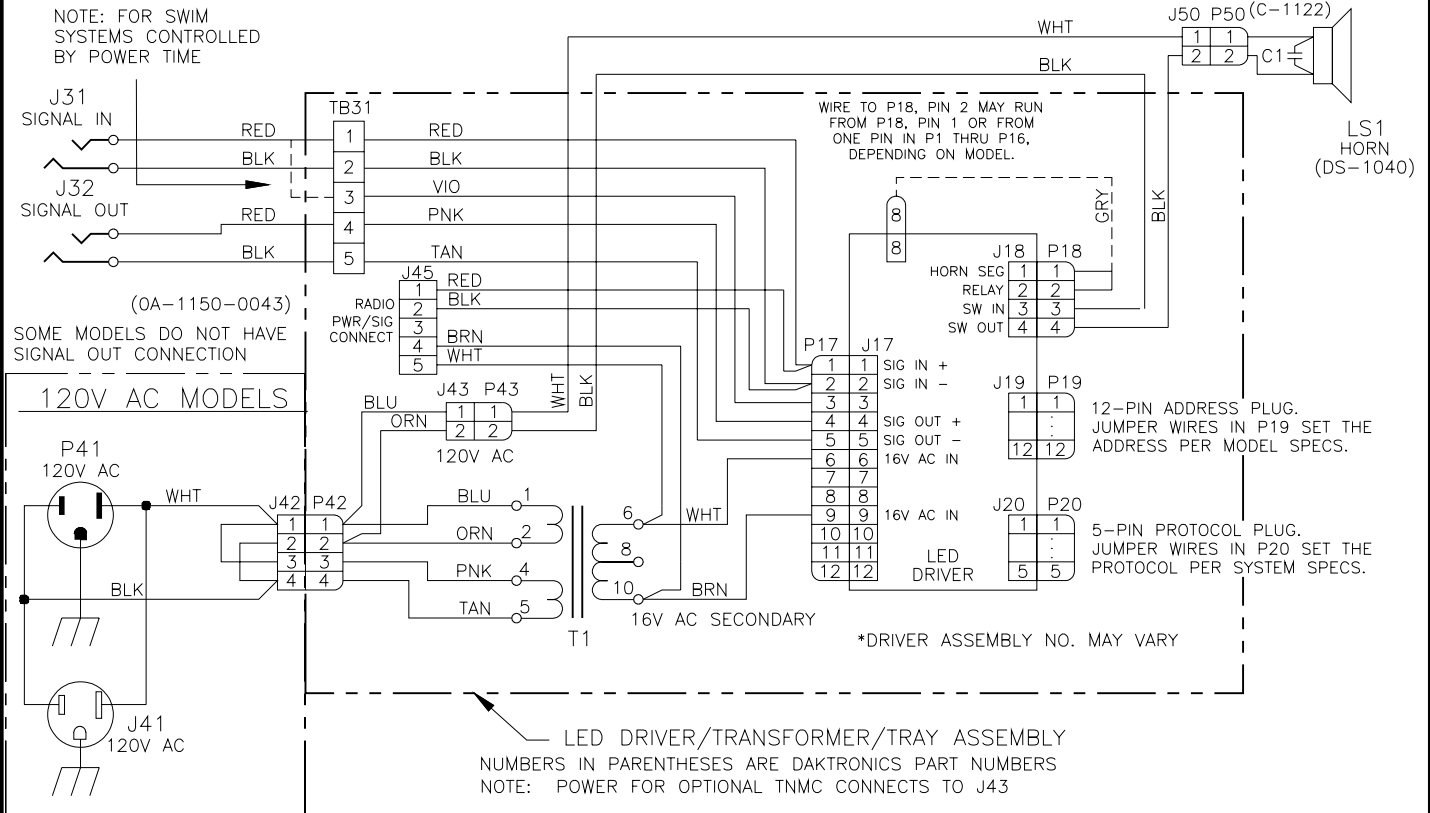 NOTE: FOR SWIM
SYSTEMS CONTROLLED
BY POWER TIME
J31
SIGNAL IN
RED
BLK
J32
SIGNAL OUT
RED
BLK
(0A-1150-0043)
SOME MODELS DO NOT HAVE
SIGNAL OUT CONNECTION
TB31
1
2
3
4
5
RED
BLK
VIO
PNK
TAN
J45
1
2
3
4
5
RADIO
PWR/SIG
CONNECT
RED
BLK
BRN
WHT
WHT
BLK
J50 P50 (C-1122)
1 1
2 2
C1
LS1
HORN
(DS-1040)
WIRE TO P18, PIN 2 MAY RUN
FROM P18, PIN 1 OR FROM
ONE PIN IN P1 THRU P16,
DEPENDING ON MODEL.
8
8
GRY
BLK
J18 P18
HORN SEG 1 1
RELAY 2 2
SW IN 3 3
SW OUT 4 4
P17 J17
1 1 SIG IN +
2 2 SIG IN -
3 3
4 4 SIG OUT +
5 5 SIG OUT -
6 6 16V AC IN
7 7
8 8
9 9 16V AC IN
10 10
11 11
12 12
LED
DRIVER
J19 P19
1 1
:
12 12
12-PIN ADDRESS PLUG.
JUMPER WIRES IN P19 SET THE
ADDRESS PER MODEL SPECS.
J20 P20
1 1
:
5 5
5-PIN PROTOCOL PLUG.
JUMPER WIRES IN P20 SET THE
PROTOCOL PER SYSTEM SPECS.
*DRIVER ASSEMBLY NO. MAY VARY
120V AC MODELS
P41
120V AC
WHT
BLK
J41
120V AC
J42 P42
1 1
2 2
3 3
4 4
BLU
ORN
J43 P43
1 1
2 2
120V AC
WHT
BLK
BLU
ORN
PNK
TAN
1
2
4
5
T1
6
8
10
WHT
BRN
16V AC SECONDARY
LED DRIVER/TRANSFORMER/TRAY ASSEMBLY
NUMBERS IN PARENTHESES ARE DAKTRONICS PART NUMBERS
NOTE: POWER FOR OPTIONAL TNMC CONNECTS TO J43